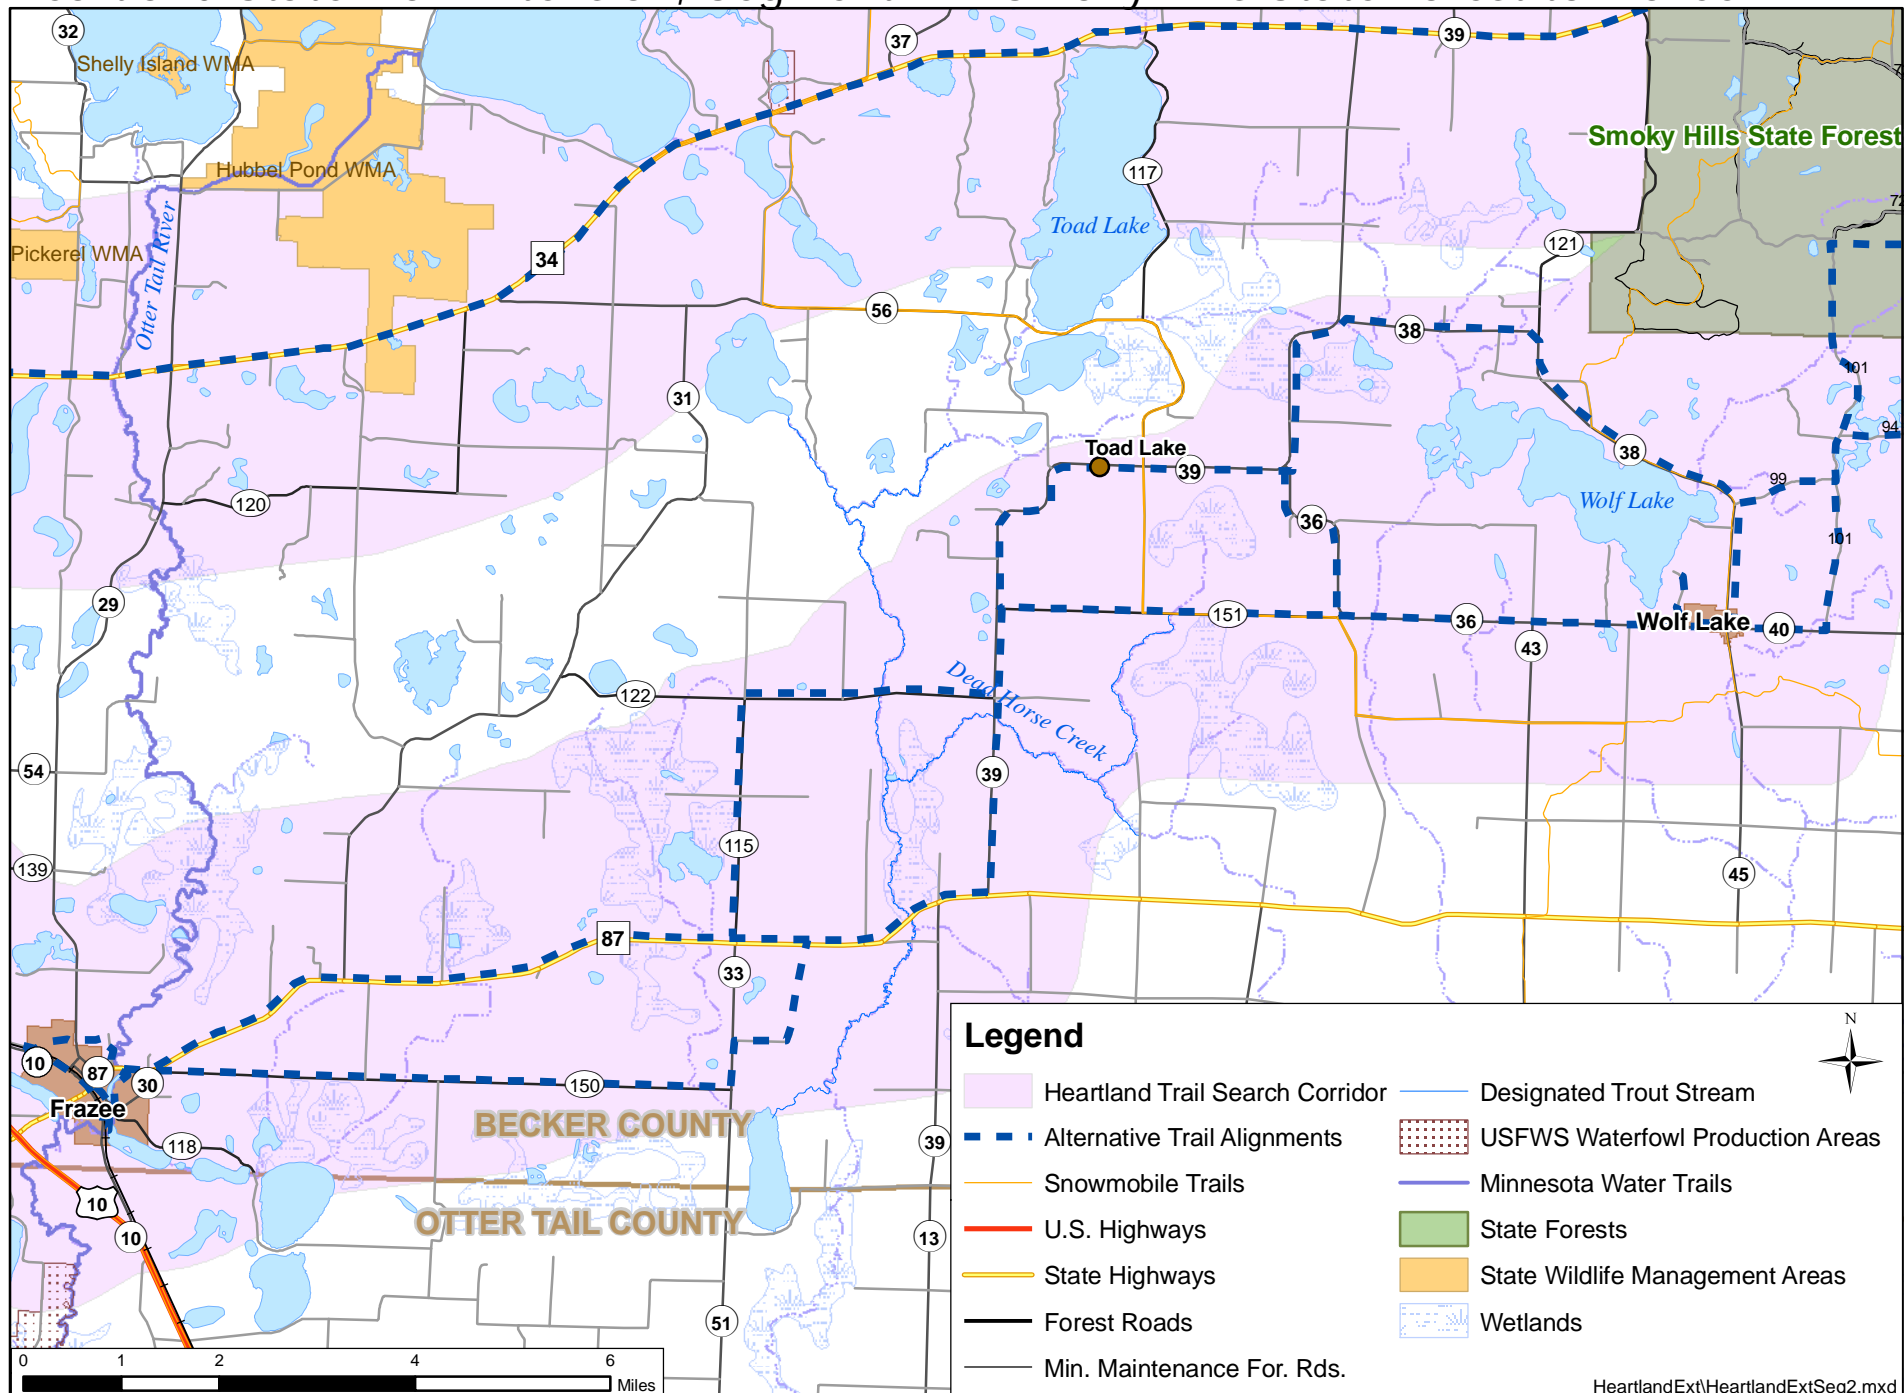 32
Shelly Island WMA
37
39
Smoky Hills State Forest
Hubbel Pond WMA
117
72
Toad Lake
Otter Tail River
Pickerel WMA
34
121
56
38
101
31
94
Toad Lake
39
38
99
Wolf Lake
120
36
101
29
151
36
Wolf Lake
40
43
122
Dead Horse Creek
54
39
115
139
45
87
33
10
87
30
150
Frazee
BECKER COUNTY
118
39
10
OTTER TAIL COUNTY
10
13
51
Legend
N
Heartland Trail Search Corridor
Alternative Trail Alignments
Snowmobile Trails
U.S. Highways
State Highways
Forest Roads
Min. Maintenance For. Rds.
Designated Trout Stream
USFWS Waterfowl Production Areas
Minnesota Water Trails
State Forests
State Wildlife Management Areas
Wetlands
0 1 2 4 6
Miles
HeartlandExt\HeartlandExtSeg2.mxd